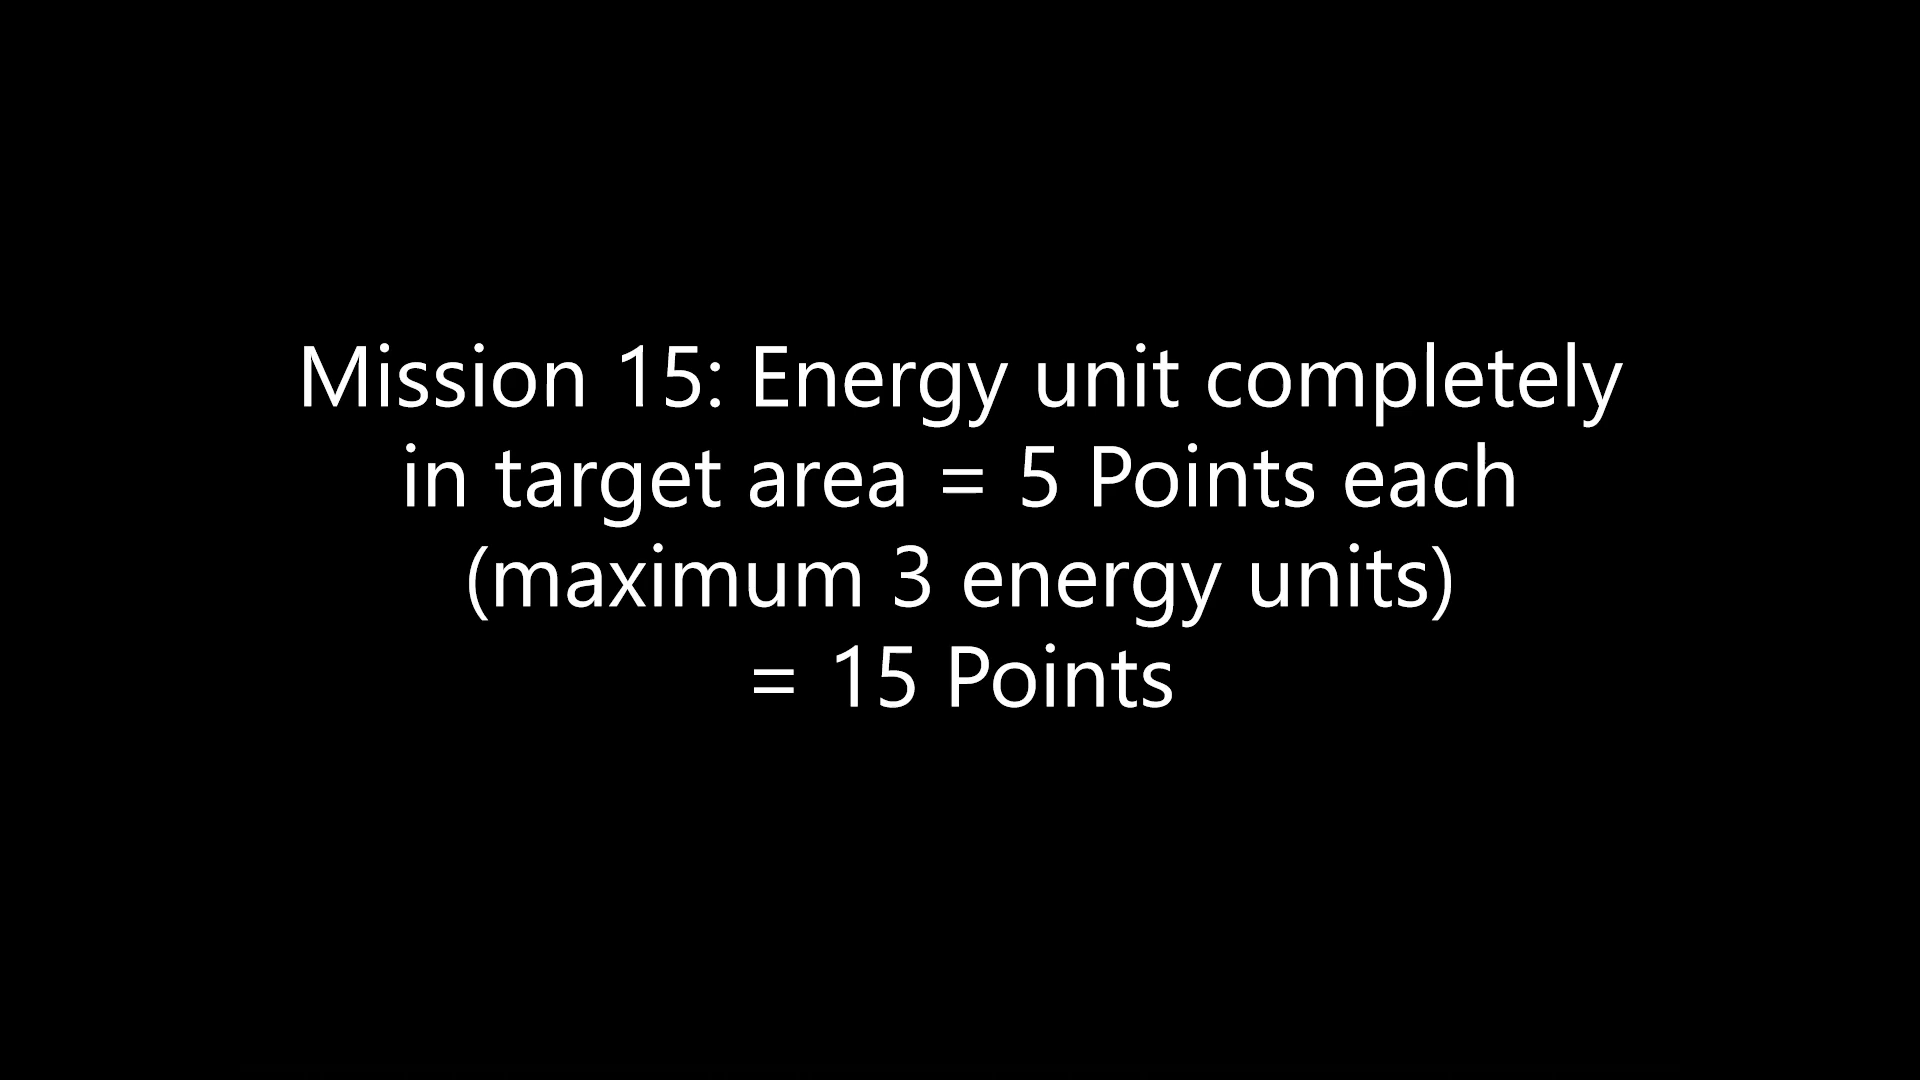 Mission 15: Energy unit completely
in target area = 5 Points each
(maximum 3 energy units)
= 15 Points